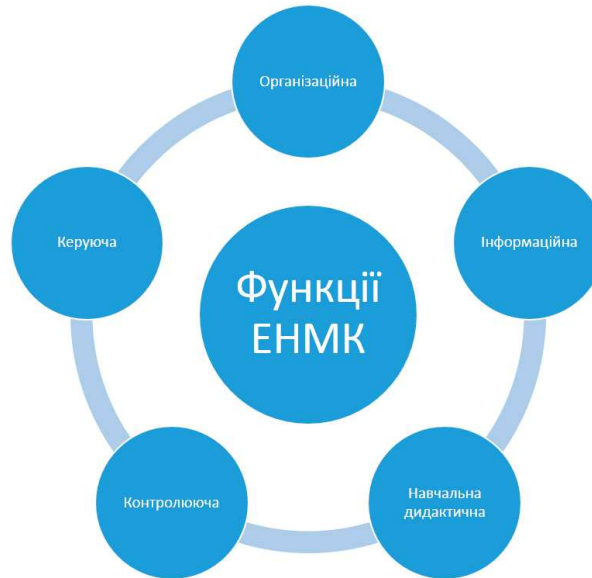 Організаційна
Керуюча
Інформаційна
Функції
ЕНМК
Контролююча
Навчальна
дидактична